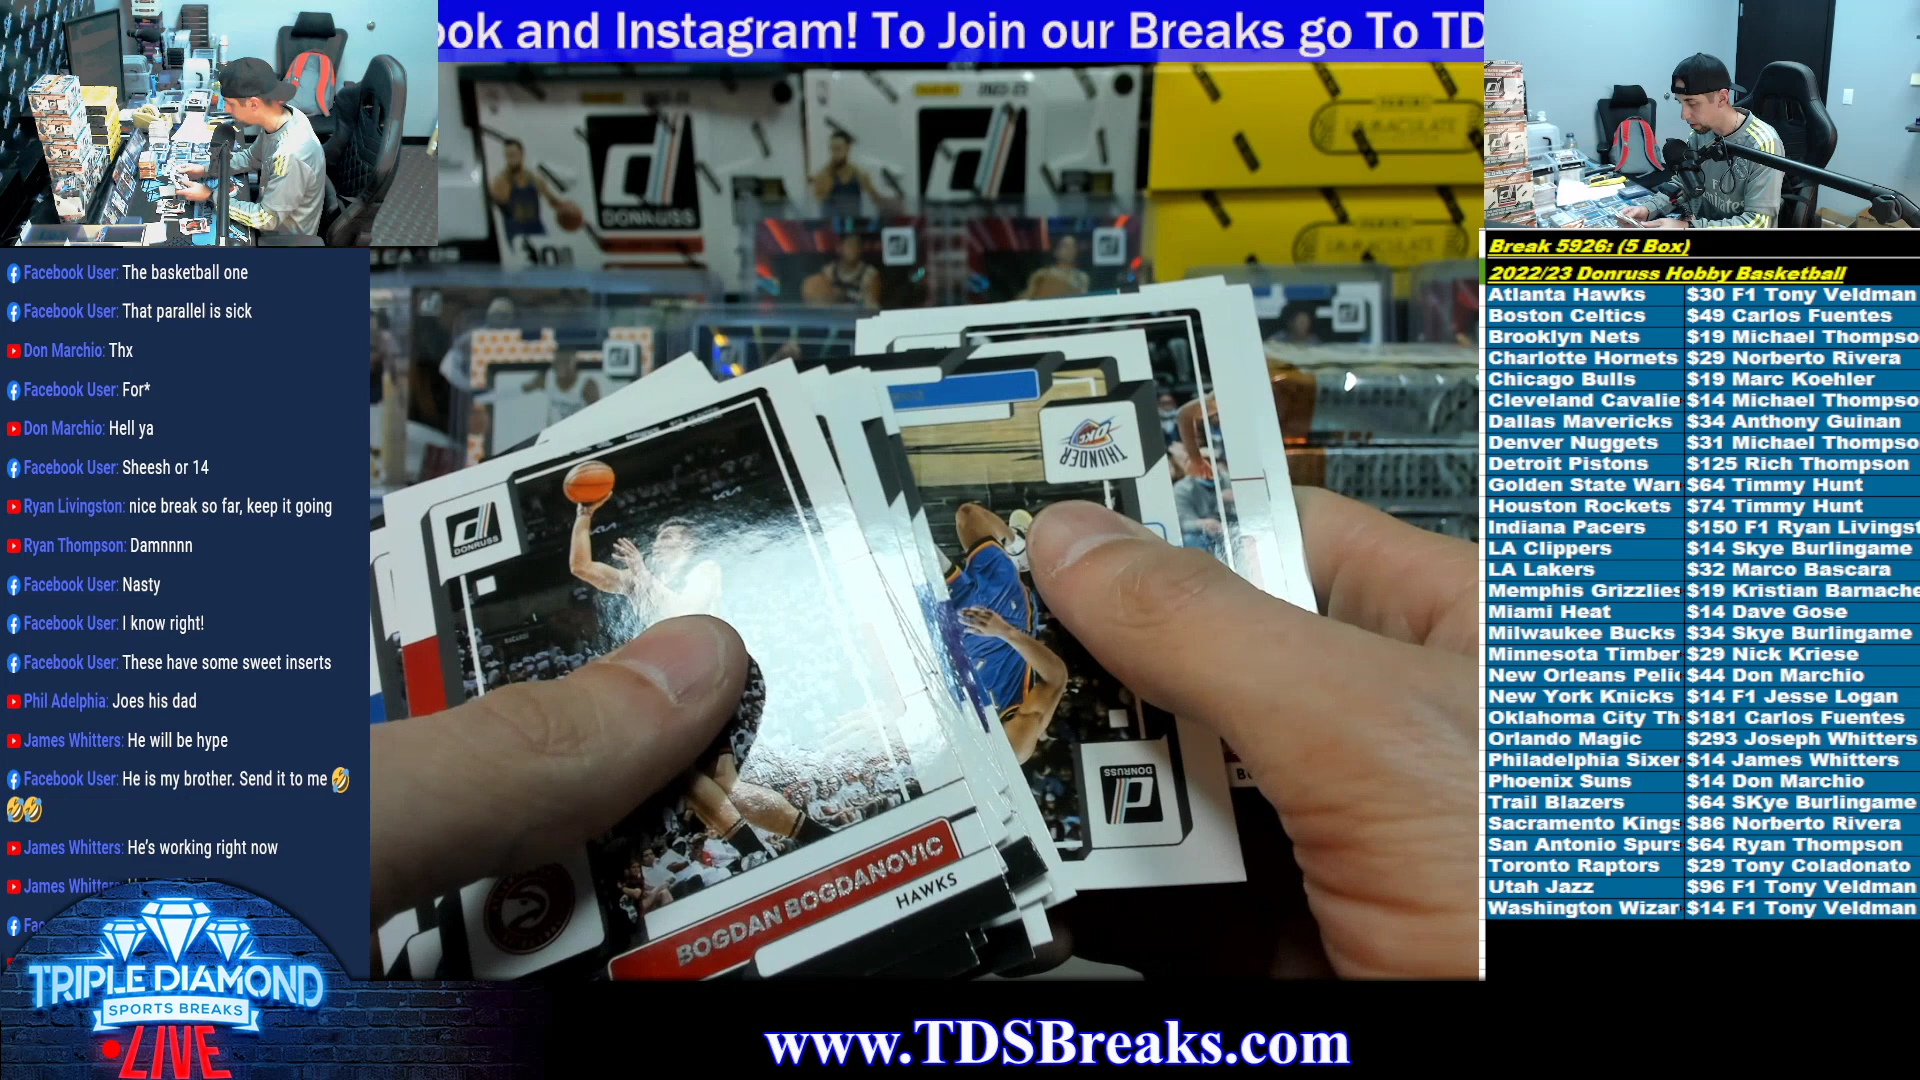 ook and Instagram! To Join our Breaks go To TD
Facebook User: The basketball one
Facebook User: That parallel is sick
Don Marchio: Thx
Facebook User: For*
Don Marchio: Hell ya
Facebook User: Sheesh or 14
Ryan Livingston: nice break so far, keep it going
Ryan Thompson: Damnnnn
Facebook User: Nasty
Facebook User: I know right!
Facebook User: These have some sweet inserts
Phil Adelphia: Joes his dad
James Whitters: He will be hype
Facebook User: He is my brother. Send it to me 🤣
🤣🤣
James Whitters: He's working right now
James Whitte
Fac
TRIPLE DIAMOND
SPORTS BREAKS
LIVE
DONRUSS
IMMACULATE
DONRUSS
THUNDER
DONRUSS
BOGDAN BOGDANOVIC
HAWKS
Break 5926: (5 Box)
2022/23 Donruss Hobby Basketball
Atlanta Hawks $30 F1 Tony Veldman
Boston Celtics $49 Carlos Fuentes
Brooklyn Nets $19 Michael Thompso
Charlotte Hornets $29 Norberto Rivera
Chicago Bulls $19 Marc Koehler
Cleveland Cavalie $14 Michael Thompso
Dallas Mavericks $34 Anthony Guinan
Denver Nuggets $31 Michael Thompso
Detroit Pistons $125 Rich Thompson
Golden State Warr $64 Timmy Hunt
Houston Rockets $74 Timmy Hunt
Indiana Pacers $150 F1 Ryan Livingst
LA Clippers $14 Skye Burlingame
LA Lakers $32 Marco Bascara
Memphis Grizzlies $19 Kristian Barnache
Miami Heat $14 Dave Gose
Milwaukee Bucks $34 Skye Burlingame
Minnesota Timber $29 Nick Kriese
New Orleans Pelic $44 Don Marchio
New York Knicks $14 F1 Jesse Logan
Oklahoma City Th $181 Carlos Fuentes
Orlando Magic $293 Joseph Whitters
Philadelphia Sixer $14 James Whitters
Phoenix Suns $14 Don Marchio
Trail Blazers $64 SKye Burlingame
Sacramento Kings $86 Norberto Rivera
San Antonio Spurs $64 Ryan Thompson
Toronto Raptors $29 Tony Coladonato
Utah Jazz $96 F1 Tony Veldman
Washington Wizar $14 F1 Tony Veldman
www.TDSBreaks.com